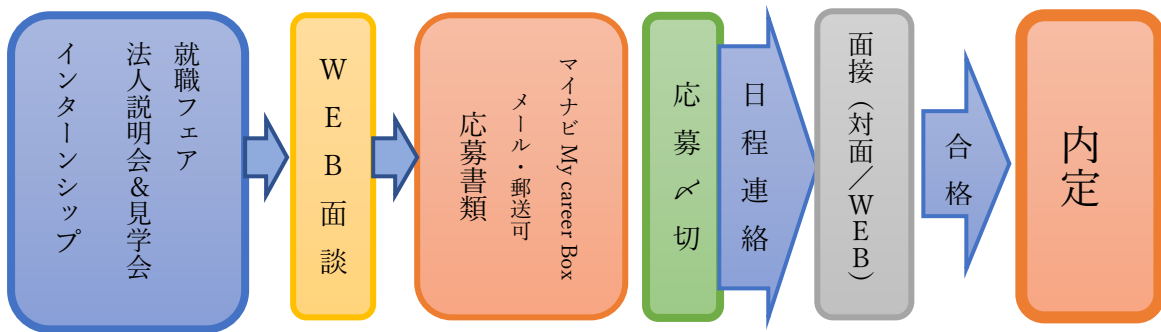 就職フェア
法人説明会&見学会
インターンシップ
WEB面談
マイナビ My career Box
メール・郵送可
応募書類
応募〆切
日程連絡
面接（対面／WEB）
合格
内定